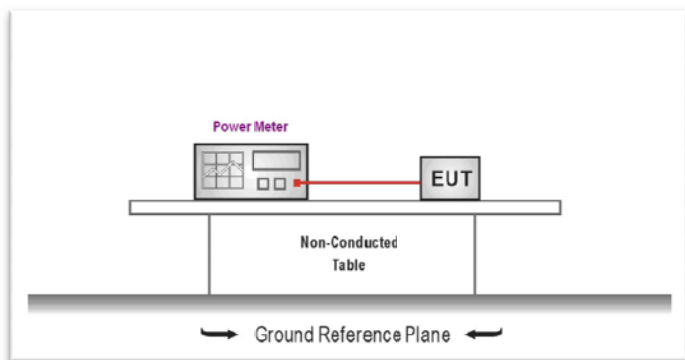 Power Meter
EUT
Non-Conducted
Table
Ground Reference Plane